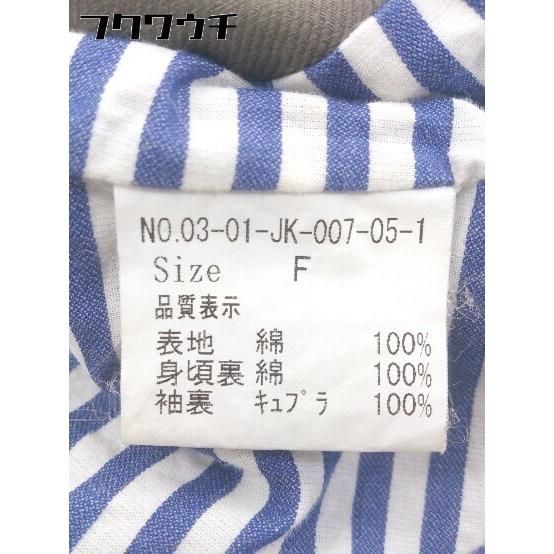 フクワウチ
NO.03-01-JK-007-05-1
Size F
品質表示
表地 綿 100%
身頃裏 綿 100%
袖裏 キュプラ 100%